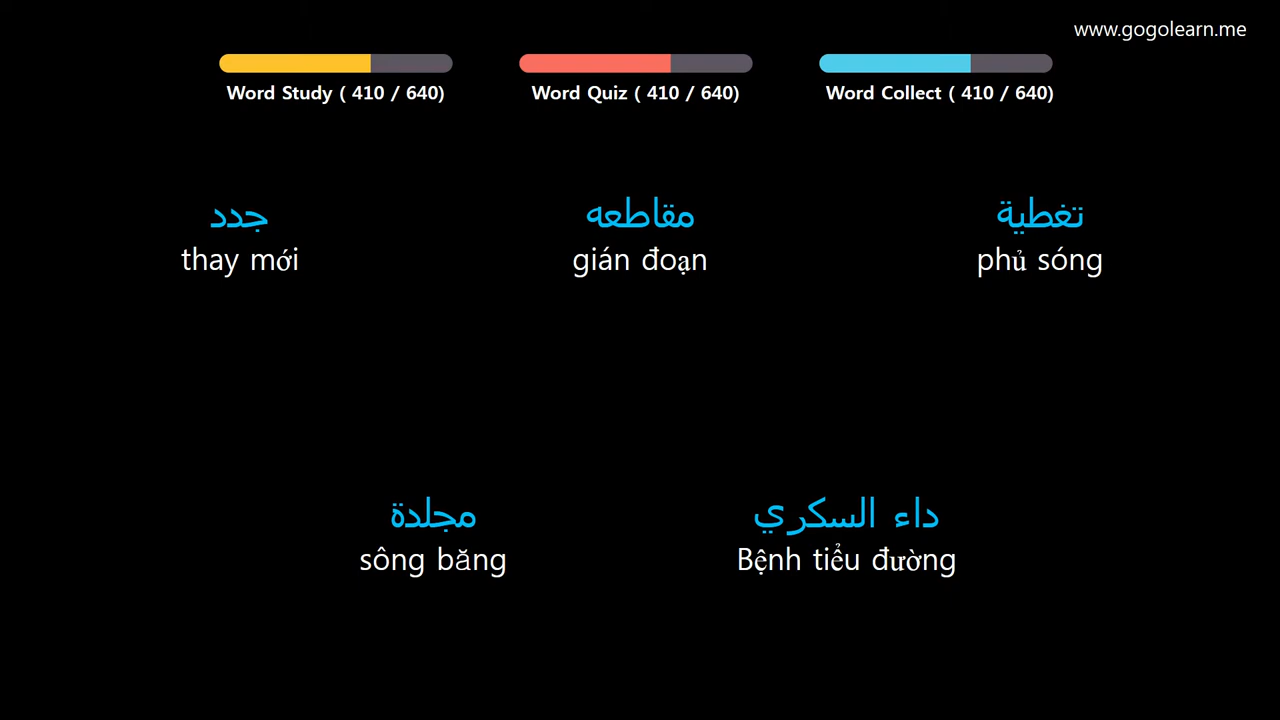 www.gogolearn.me
Word Study ( 410 / 640)
Word Quiz ( 410 / 640)
Word Collect ( 410 / 640)
جدد
thay mới
مقاطعه
gián đoạn
تغطية
phủ sóng
مجلدة
sông băng
داء السكري
Bệnh tiểu đường